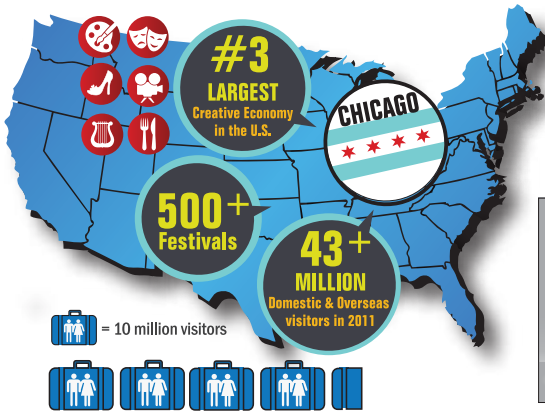 #3
LARGEST
Creative Economy
in the U.S.
CHICAGO
500+
Festivals
43+
MILLION
Domestic & Overseas
visitors in 2011
= 10 million visitors